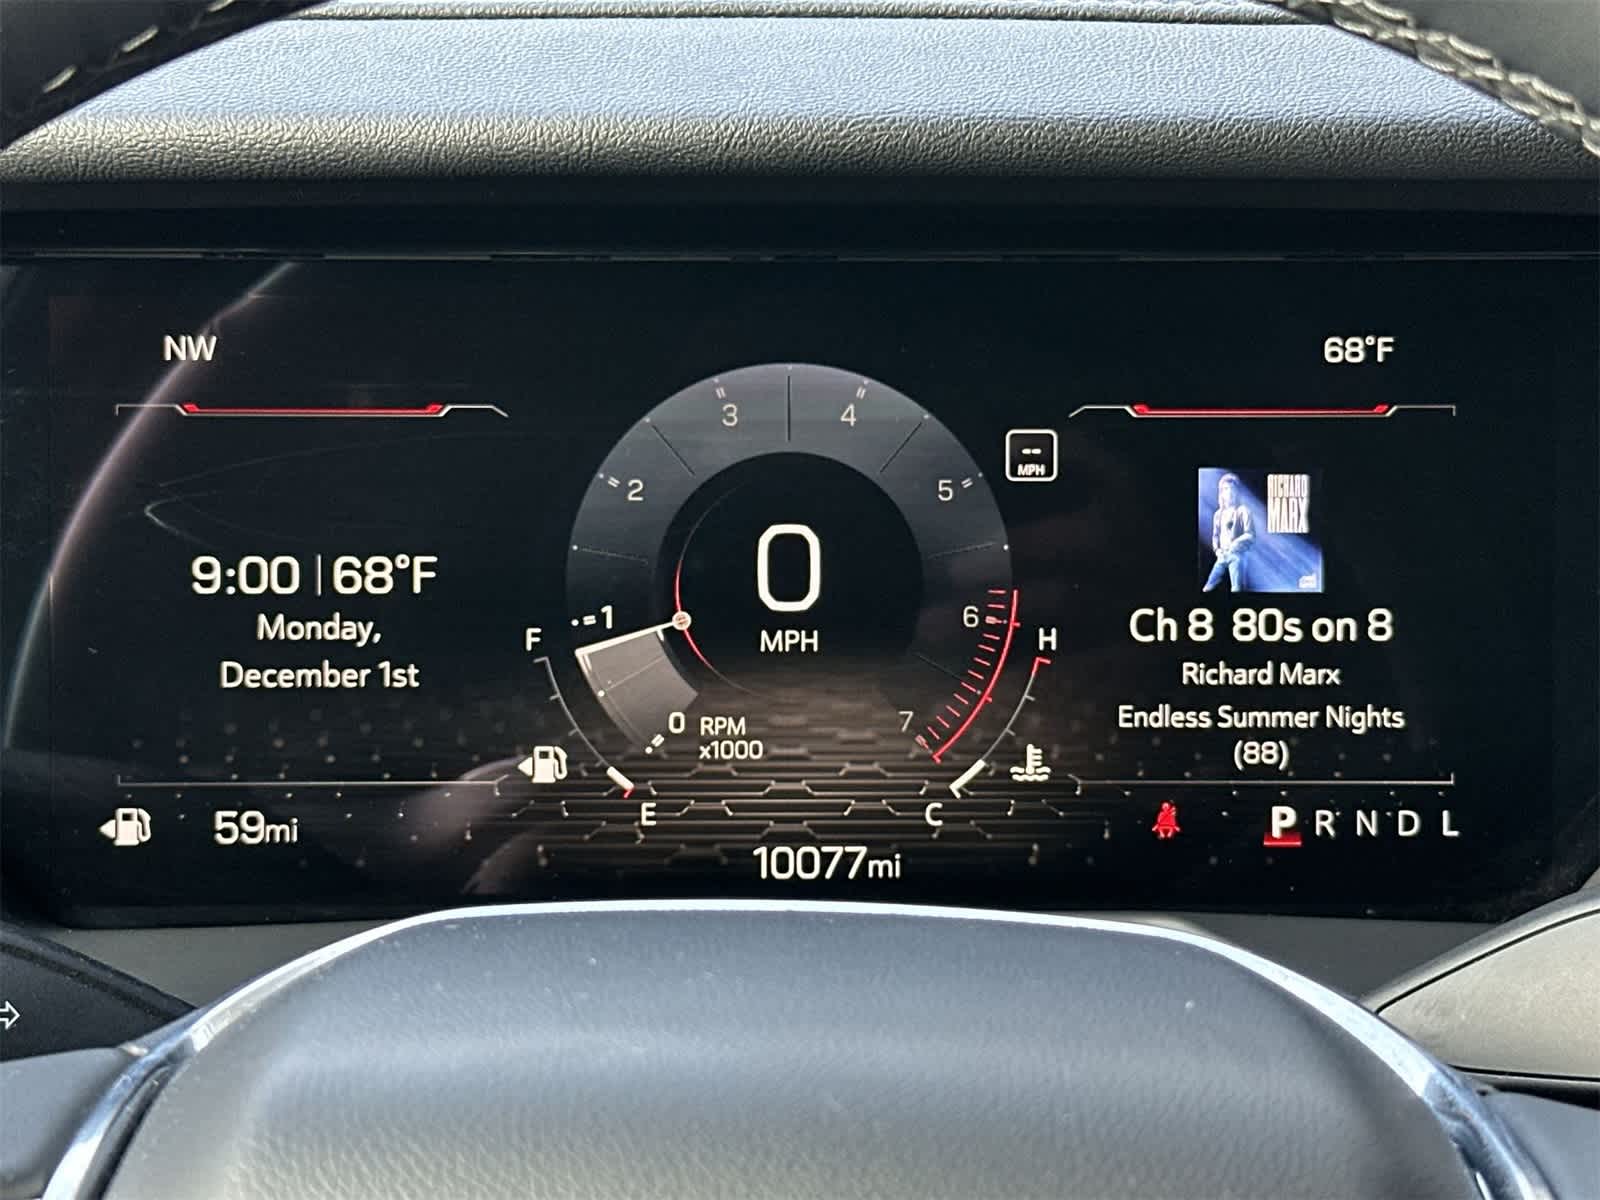 NW
68°F
3
4
2
5
--
MPH
RICHARD
MARX
9:00 | 68°F
Monday,
December 1st
0
MPH
1
6
F
H
Ch 8 80s on 8
Richard Marx
Endless Summer Nights
(88)
0 RPM
x1000
7
E
C
59mi
P R N D L
10077mi